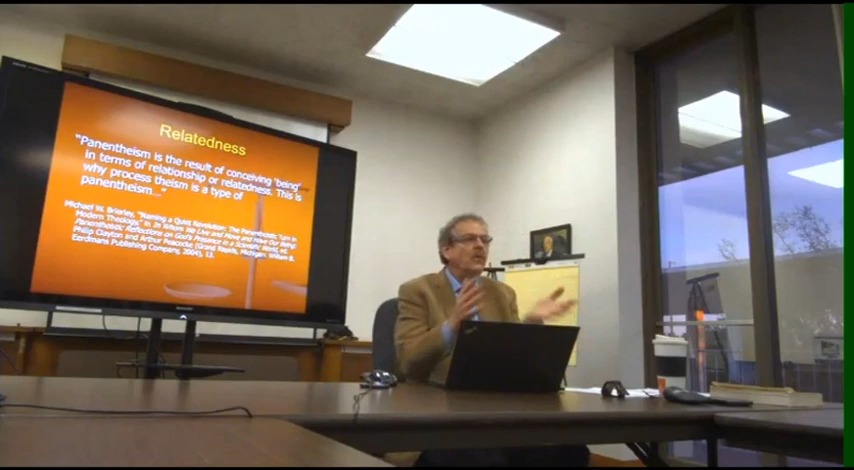 Relatedness
"Panentheism is the result of conceiving 'being'
in terms of relationship or relatedness. This is
why process theism is a type of
panentheism..."
Michael W. Brierley, "Naming a Quiet Revolution: The Panentheistic Turn in
Modern Theology," in In Whom We Live and Move and Have Our Being:
Panentheistic Reflections on God's Presence in a Scientific World, ed.
Philip Clayton and Arthur Peacocke (Grand Rapids, Michigan: William B.
Eerdmans Publishing Company, 2004), 13.